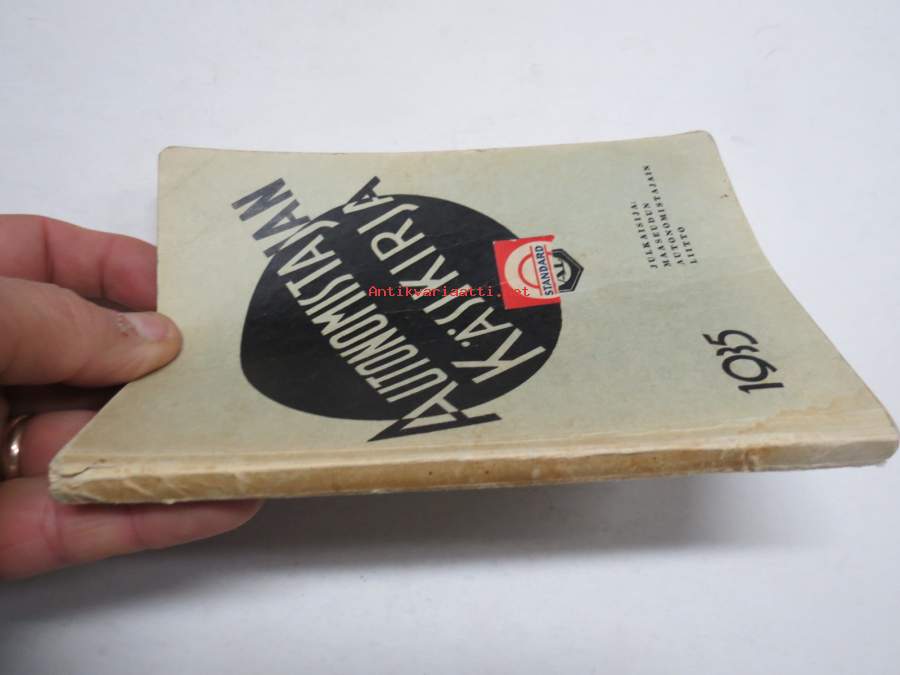 AUTONOMISTAJAN
KÄSIKIRJA
STANDARD
JULKAISIJA:
MAASEUDUN
AUTONOMISTAJAIN
LIITTO
1935
Antikvariaatti.net